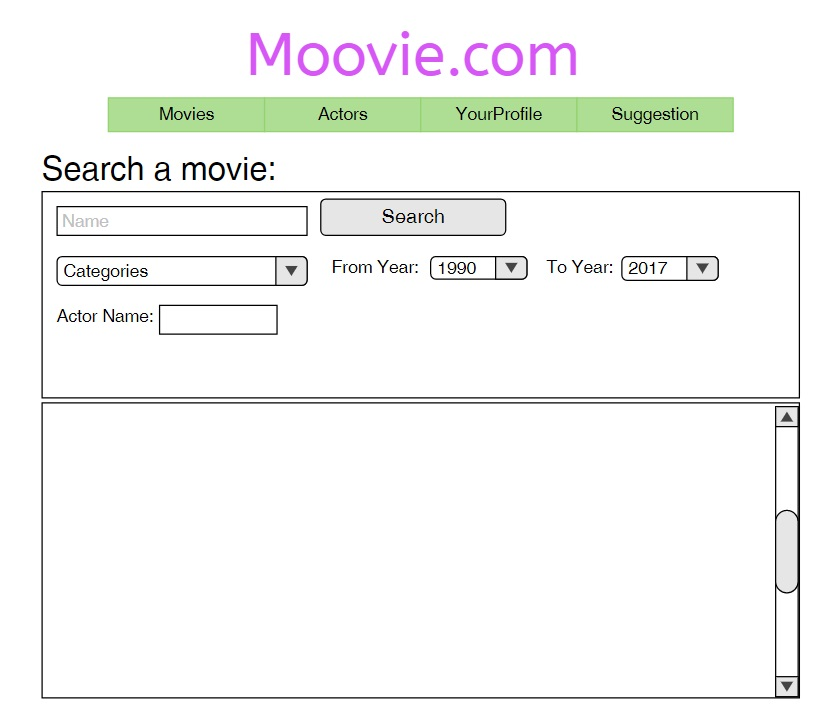 Moovie.com
Movies Actors YourProfile Suggestion
Search a movie:
Name Search
Categories From Year: 1990 To Year: 2017
Actor Name: